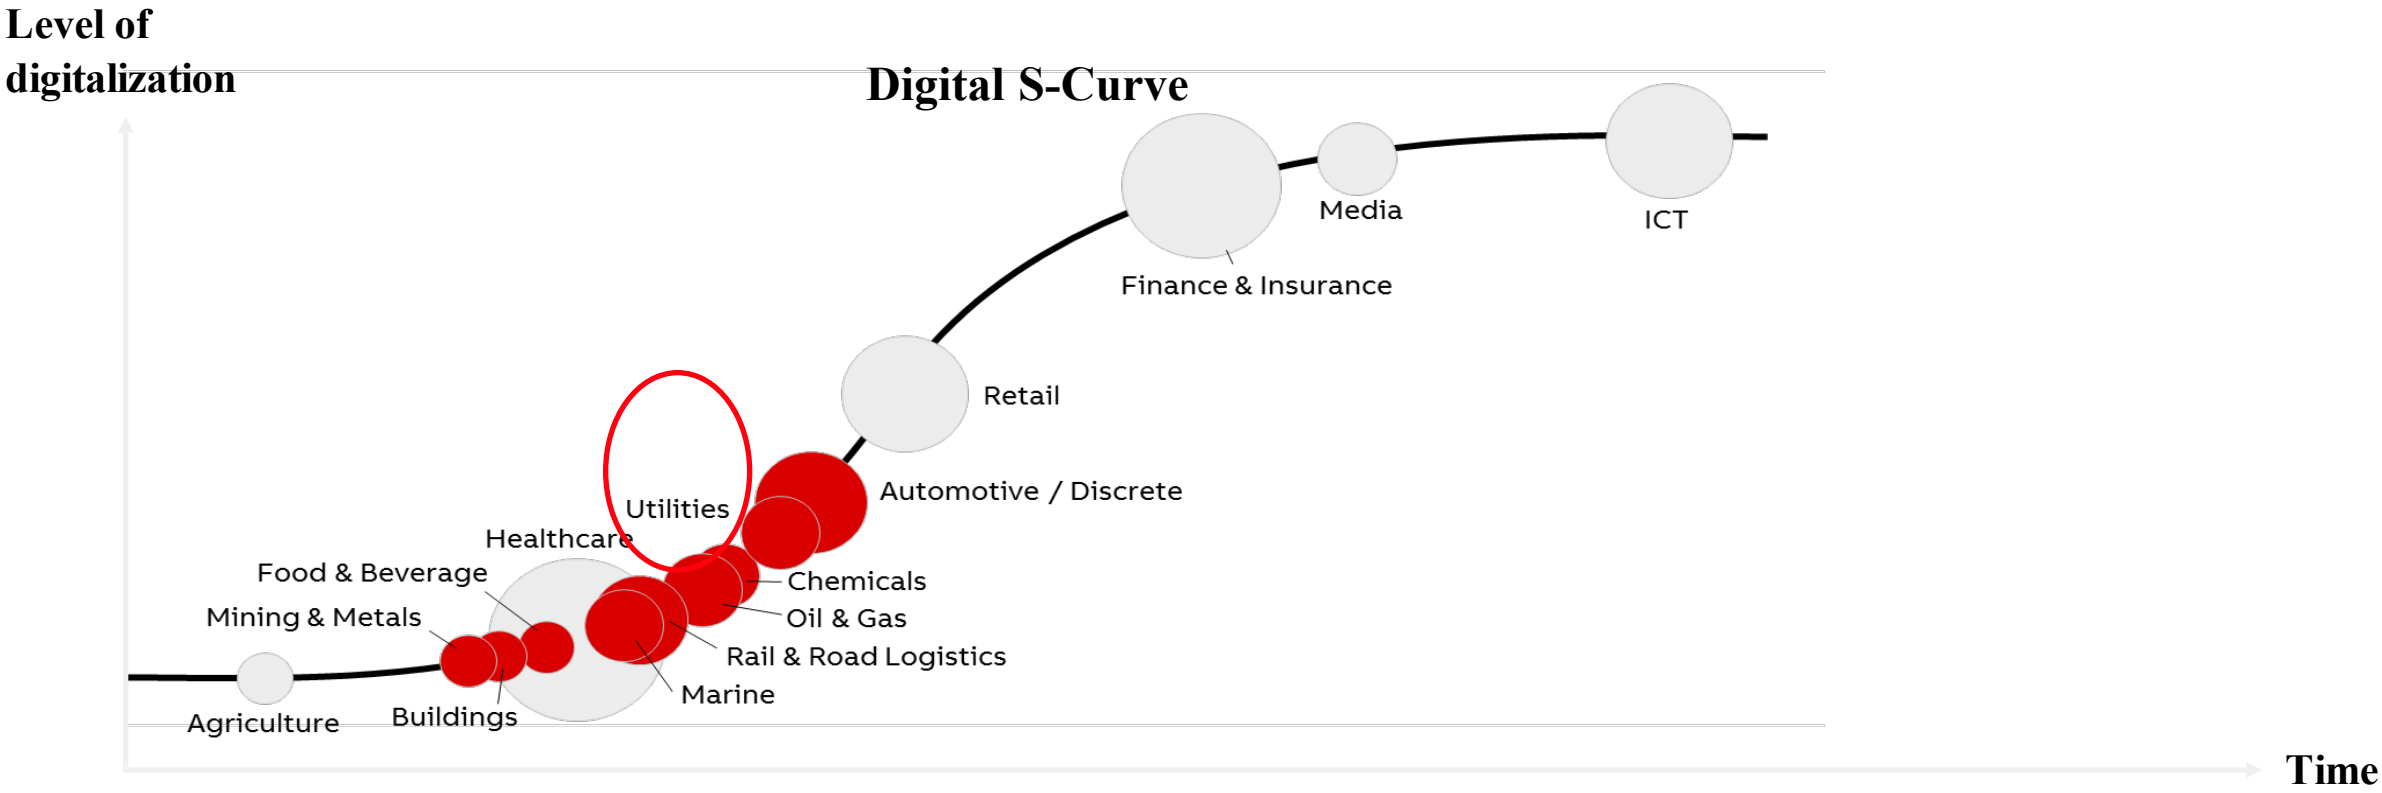 Level of
digitalization
Digital S-Curve
Media
ICT
Finance & Insurance
Retail
Automotive / Discrete
Utilities
Healthcare
Food & Beverage
Chemicals
Mining & Metals
Oil & Gas
Rail & Road Logistics
Marine
Buildings
Agriculture
Time